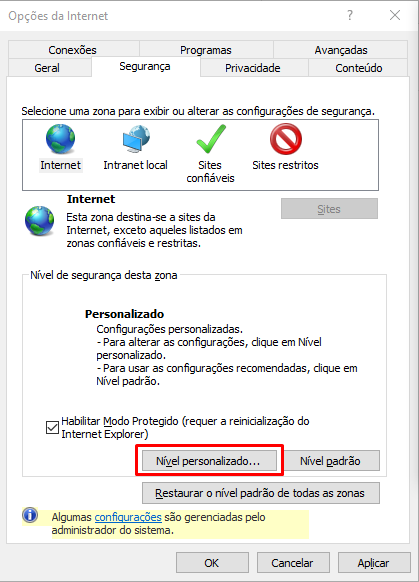 Opções da Internet
?
Conexões Programas Avançadas
Geral Segurança Privacidade Conteúdo
Selecione uma zona para exibir ou alterar as configurações de segurança.
Internet Intranet local Sites confiáveis Sites restritos
Internet
Esta zona destina-se a sites da
Internet, exceto aqueles listados em
zonas confiáveis e restritas.
Sites
Nível de segurança desta zona
Personalizado
Configurações personalizadas.
- Para alterar as configurações, clique em Nível
personalizado.
- Para usar as configurações recomendadas, clique em
Nível padrão.
Habilitar Modo Protegido (requer a reinicialização do
Internet Explorer)
Nível personalizado... Nível padrão
Restaurar o nível padrão de todas as zonas
Algumas configurações são gerenciadas pelo
administrador do sistema.
OK Cancelar Aplicar